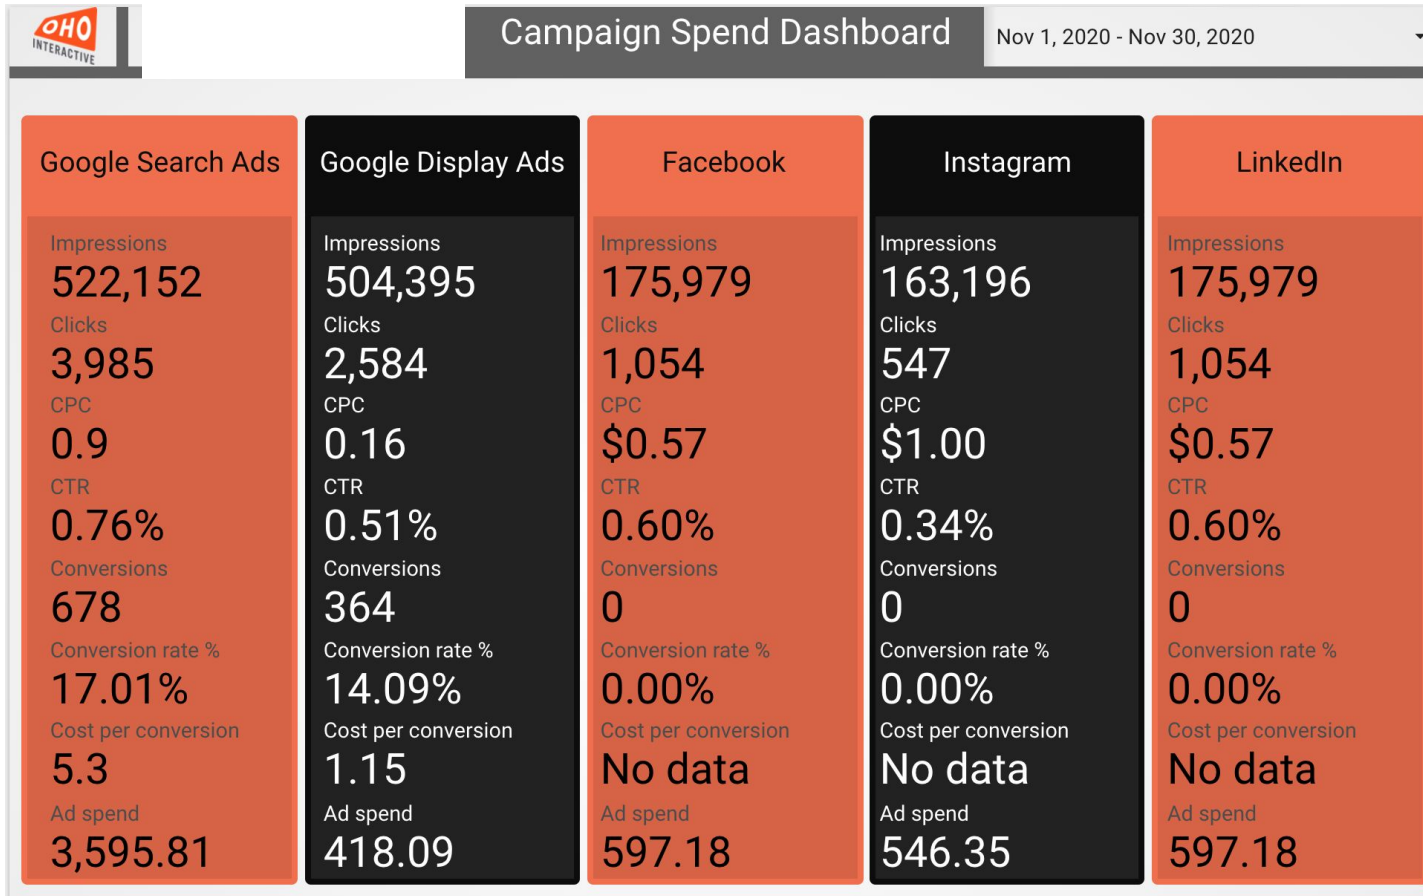 OHO
INTERACTIVE
Campaign Spend Dashboard
Nov 1, 2020 - Nov 30, 2020
Google Search Ads
Impressions
522,152
Clicks
3,985
CPC
0.9
CTR
0.76%
Conversions
678
Conversion rate %
17.01%
Cost per conversion
5.3
Ad spend
3,595.81
Google Display Ads
Impressions
504,395
Clicks
2,584
CPC
0.16
CTR
0.51%
Conversions
364
Conversion rate %
14.09%
Cost per conversion
1.15
Ad spend
418.09
Facebook
Impressions
175,979
Clicks
1,054
CPC
$0.57
CTR
0.60%
Conversions
0
Conversion rate %
0.00%
Cost per conversion
No data
Ad spend
597.18
Instagram
Impressions
163,196
Clicks
547
CPC
$1.00
CTR
0.34%
Conversions
0
Conversion rate %
0.00%
Cost per conversion
No data
Ad spend
546.35
LinkedIn
Impressions
175,979
Clicks
1,054
CPC
$0.57
CTR
0.60%
Conversions
0
Conversion rate %
0.00%
Cost per conversion
No data
Ad spend
597.18